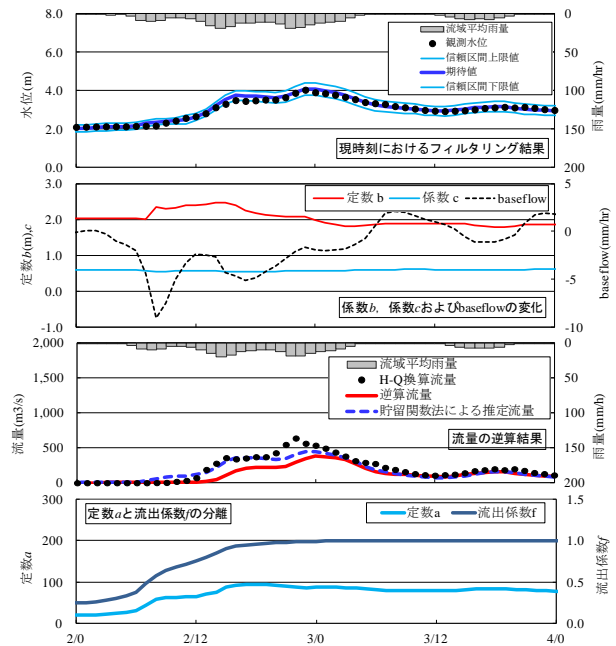 8.0
6.0
4.0
2.0
0.0
水位(m)
0
50
100
150
200
雨量(mm/hr)
流域平均雨量
観測水位
信頼区間上限値
期待値
信頼区間下限値
現時刻におけるフィルタリング結果
3.0
2.0
1.0
0.0
-1.0
定数b(m),c
5
0
-5
-10
baseflow(mm/hr)
定数b
係数c
baseflow
係数b, 係数cおよびbaseflowの変化
2,000
1,500
1,000
500
0
流量(m3/s)
0
50
100
150
200
雨量(mm/h)
流域平均雨量
H-Q換算流量
逆算流量
貯留関数法による推定流量
流量の逆算結果
300
200
100
0
定数a
1.5
1.0
0.5
0.0
流出係数f
定数aと流出係数fの分離
定数a
流出係数f
2/0
2/12
3/0
3/12
4/0